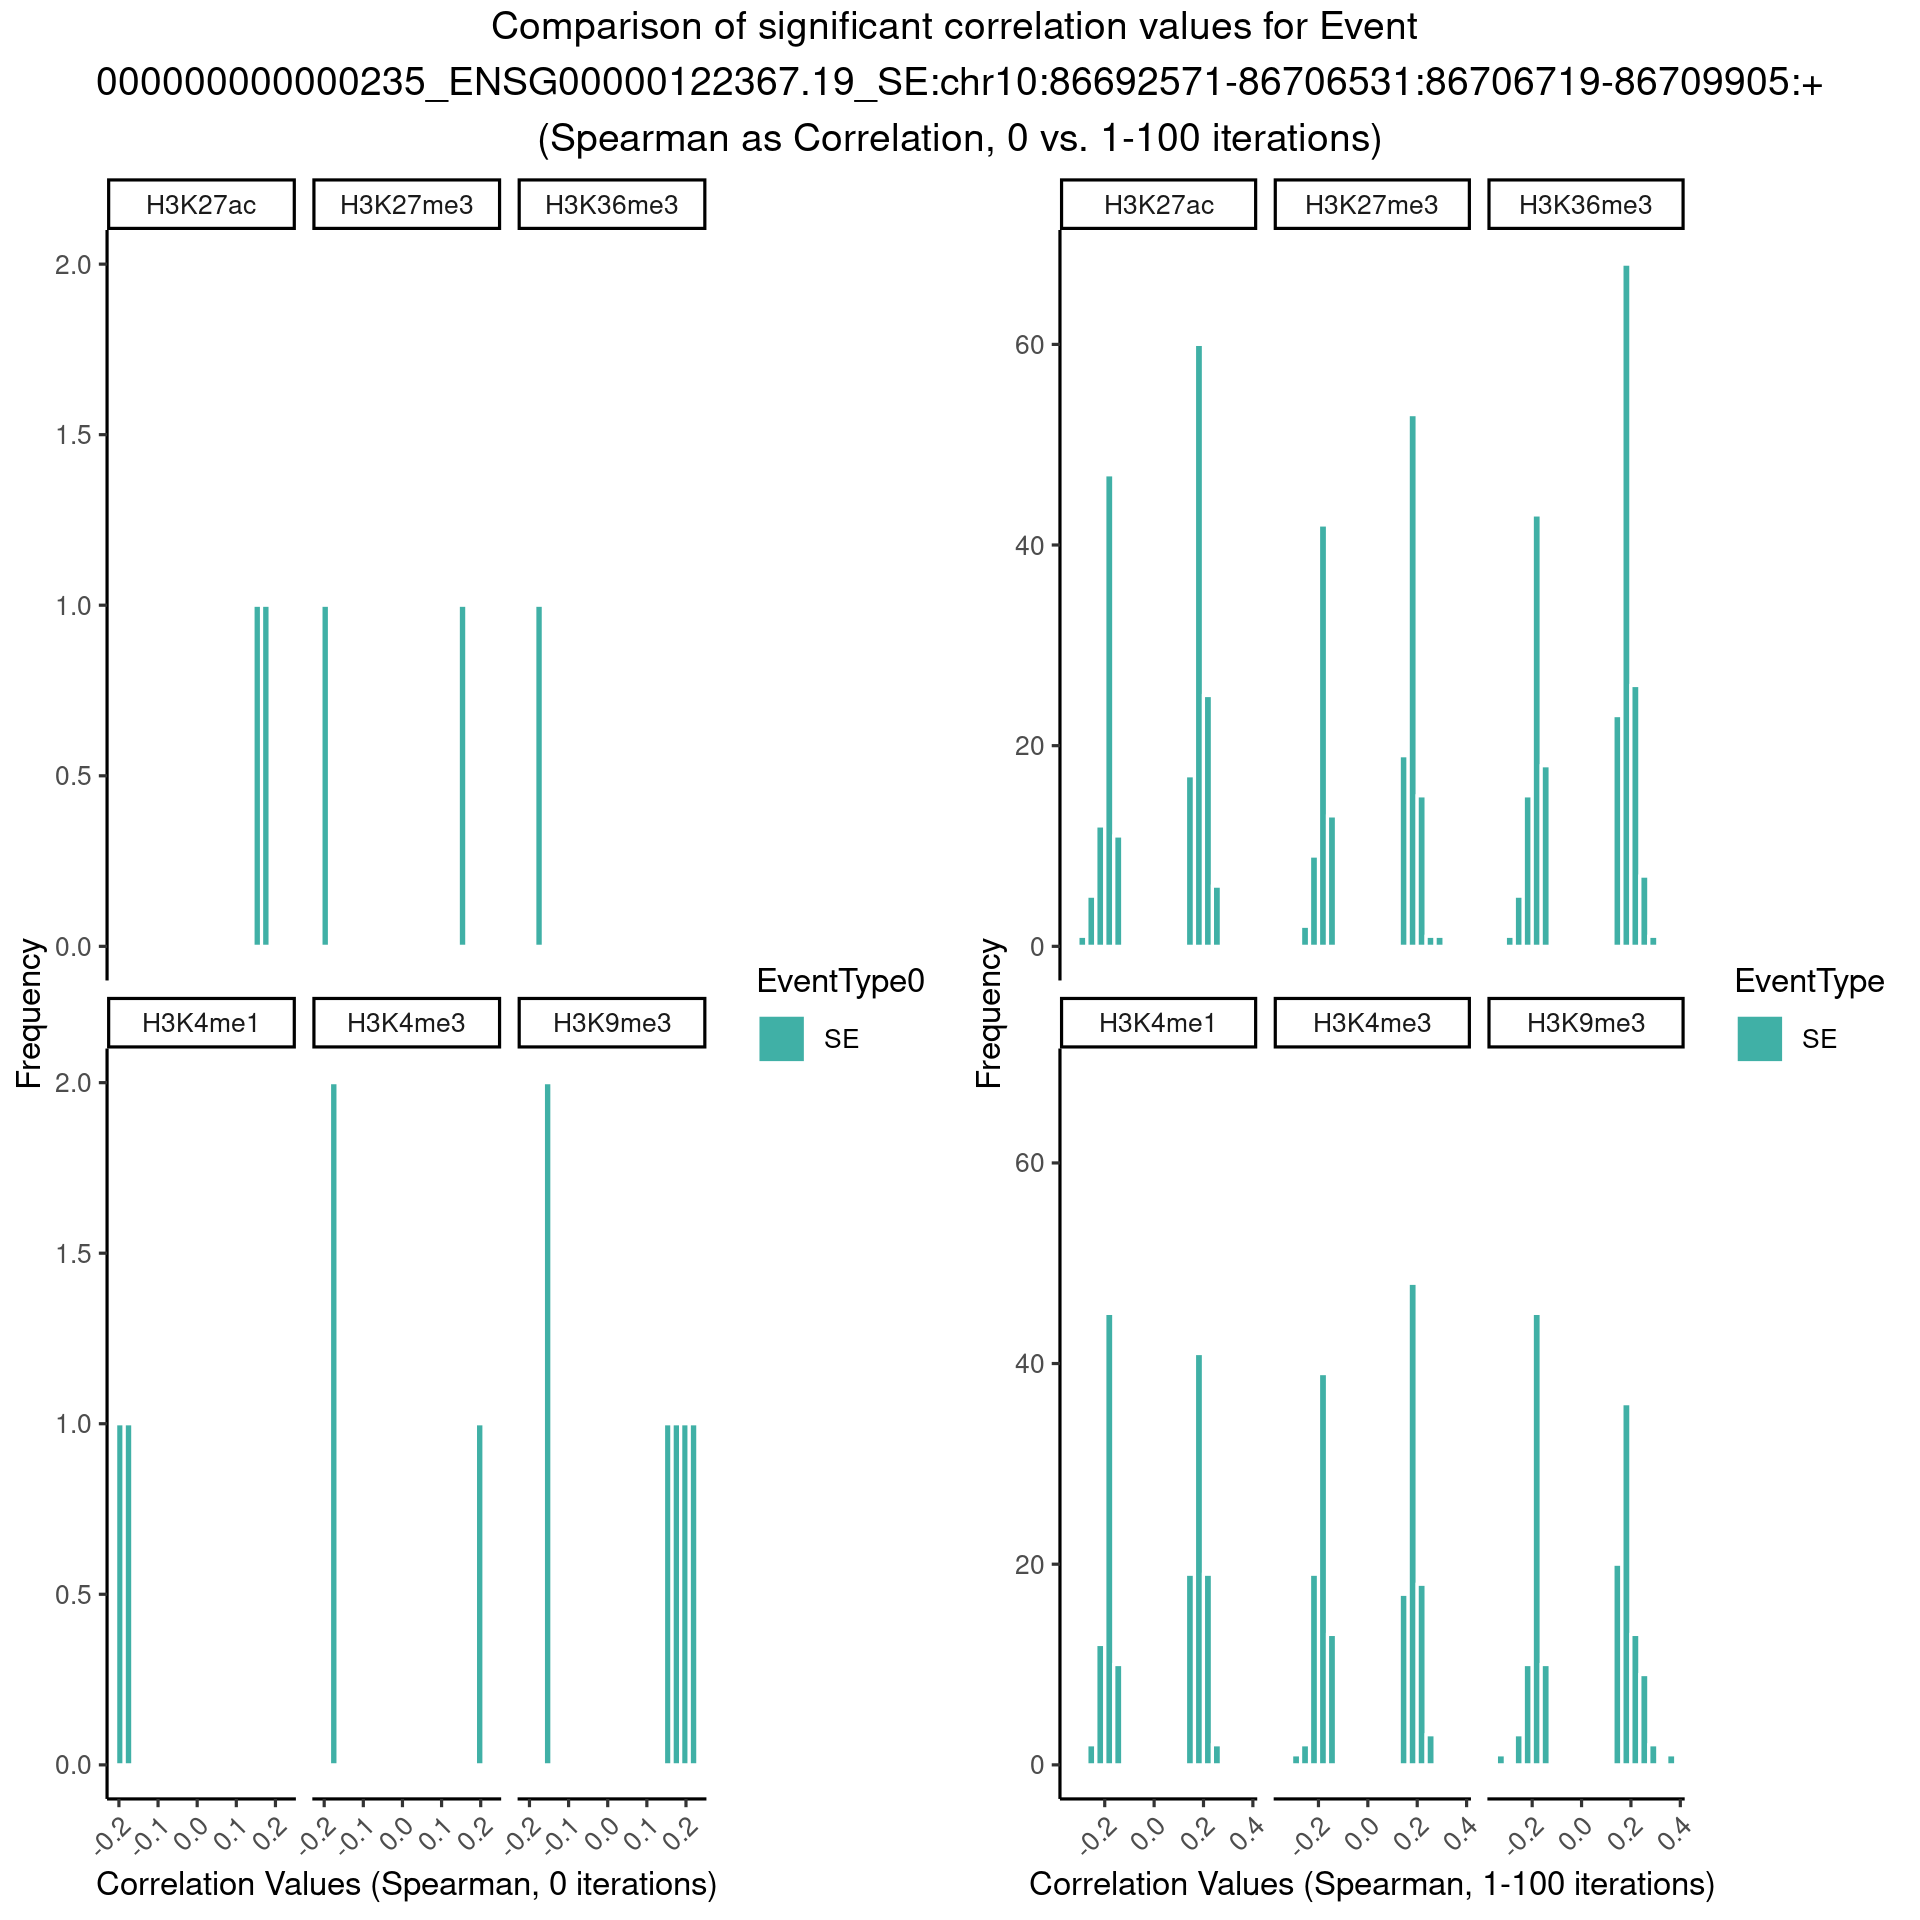 Comparison of significant correlation values for Event
000000000000235_ENSG00000122367.19_SE:chr10:86692571-86706531:86706719-86709905:+
(Spearman as Correlation, 0 vs. 1-100 iterations)
H3K27ac H3K27me3 H3K36me3
2.0
1.5
1.0
0.5
0.0
H3K4me1 H3K4me3 H3K9me3
2.0
1.5
1.0
0.5
0.0
-0.2 -0.1 0.0 0.1 0.2 -0.2 -0.1 0.0 0.1 0.2 -0.2 -0.1 0.0 0.1 0.2
Frequency
Correlation Values (Spearman, 0 iterations)
EventType0
SE
H3K27ac H3K27me3 H3K36me3
60
40
20
0
H3K4me1 H3K4me3 H3K9me3
60
40
20
0
-0.2 0.0 0.2 0.4 -0.2 0.0 0.2 0.4 -0.2 0.0 0.2 0.4
Frequency
Correlation Values (Spearman, 1-100 iterations)
EventType
SE